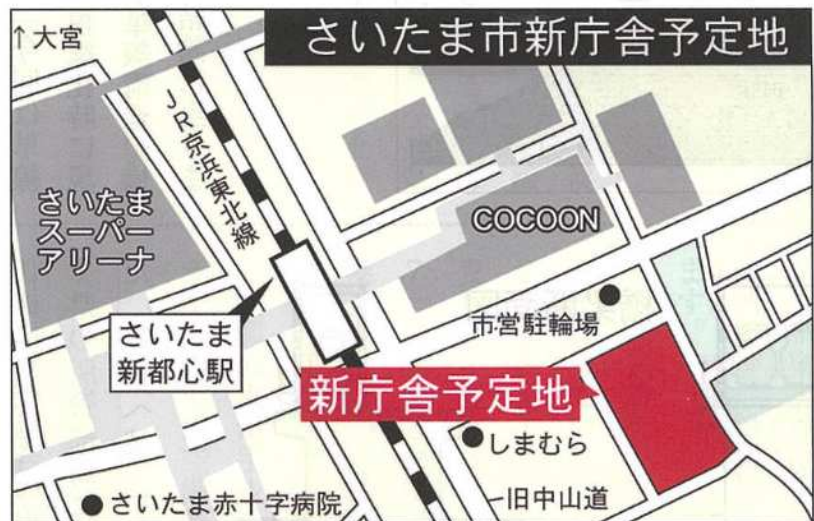 さいたま市新庁舎予定地
↑大宮
JR京浜東北線
さいたま
スーパー
アリーナ
COCOON
市営駐輪場
さいたま
新都心駅
新庁舎予定地
しまむら
旧中山道
さいたま赤十字病院